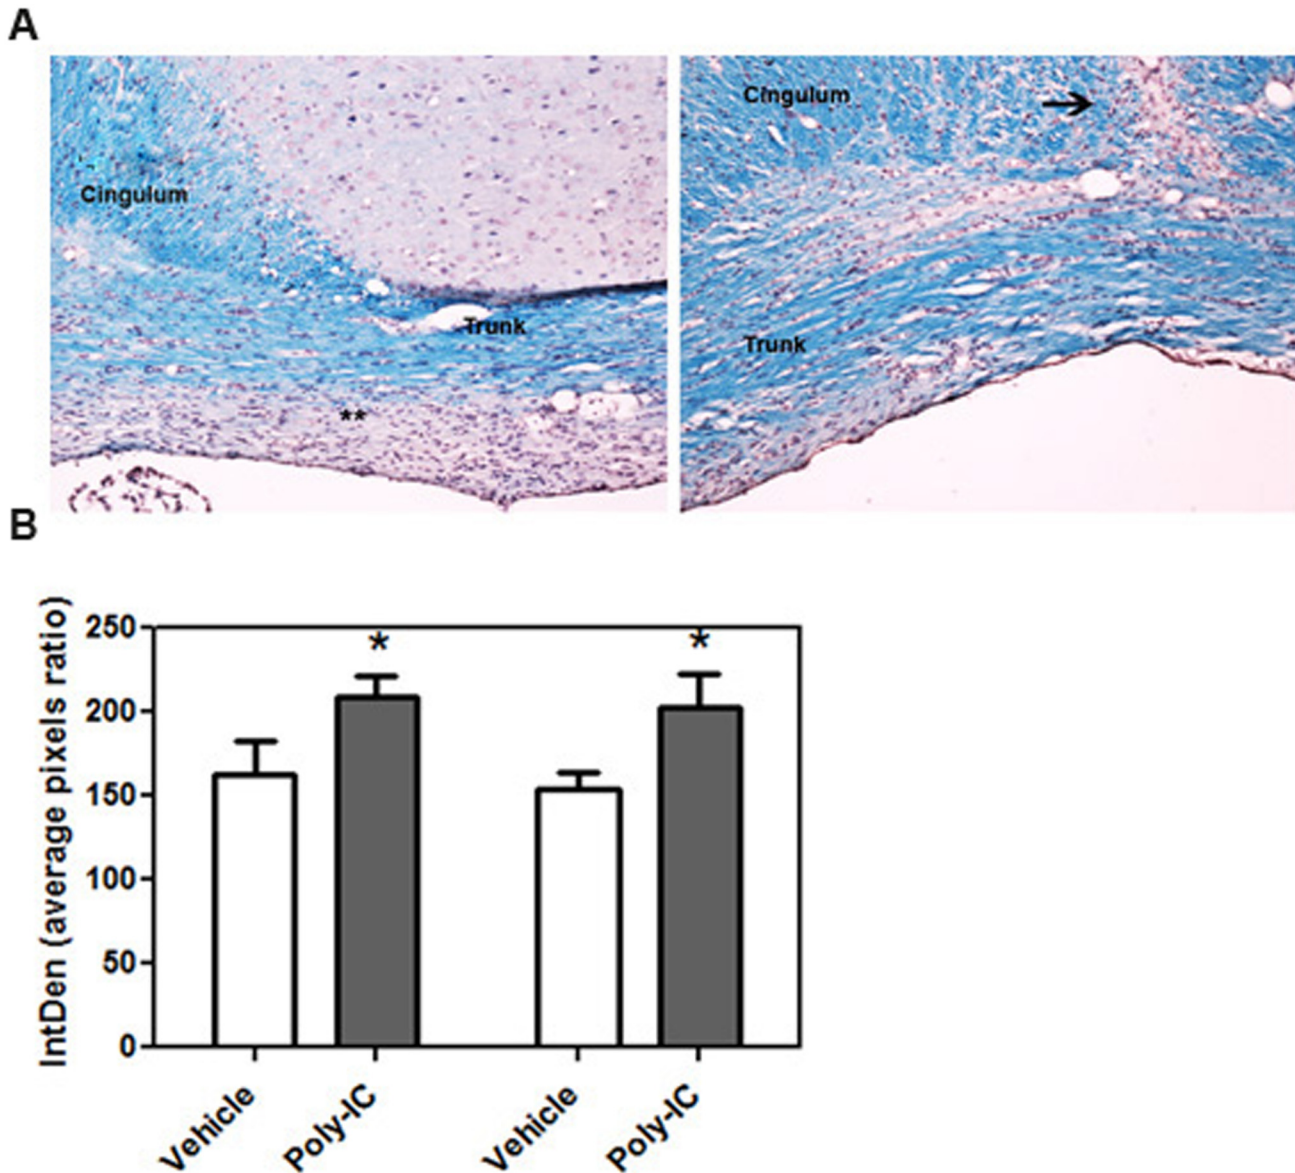 A
Cingulum
Trunk
**
Cingulum
Trunk
B
IntDen (average pixels ratio)
250
200
150
100
50
0
* *
Vehicle Poly-IC Vehicle Poly-IC